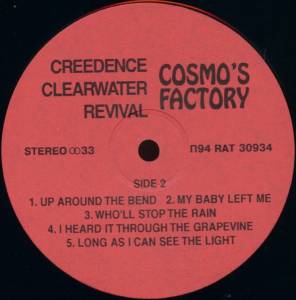 CREEDENCE
CLEARWATER
REVIVAL
COSMO'S
FACTORY
STEREO ꝏ33
П94 RAT 30934
SIDE 2
1. UP AROUND THE BEND 2. MY BABY LEFT ME
3. WHO'LL STOP THE RAIN
4. I HEARD IT THROUGH THE GRAPEVINE
5. LONG AS I CAN SEE THE LIGHT